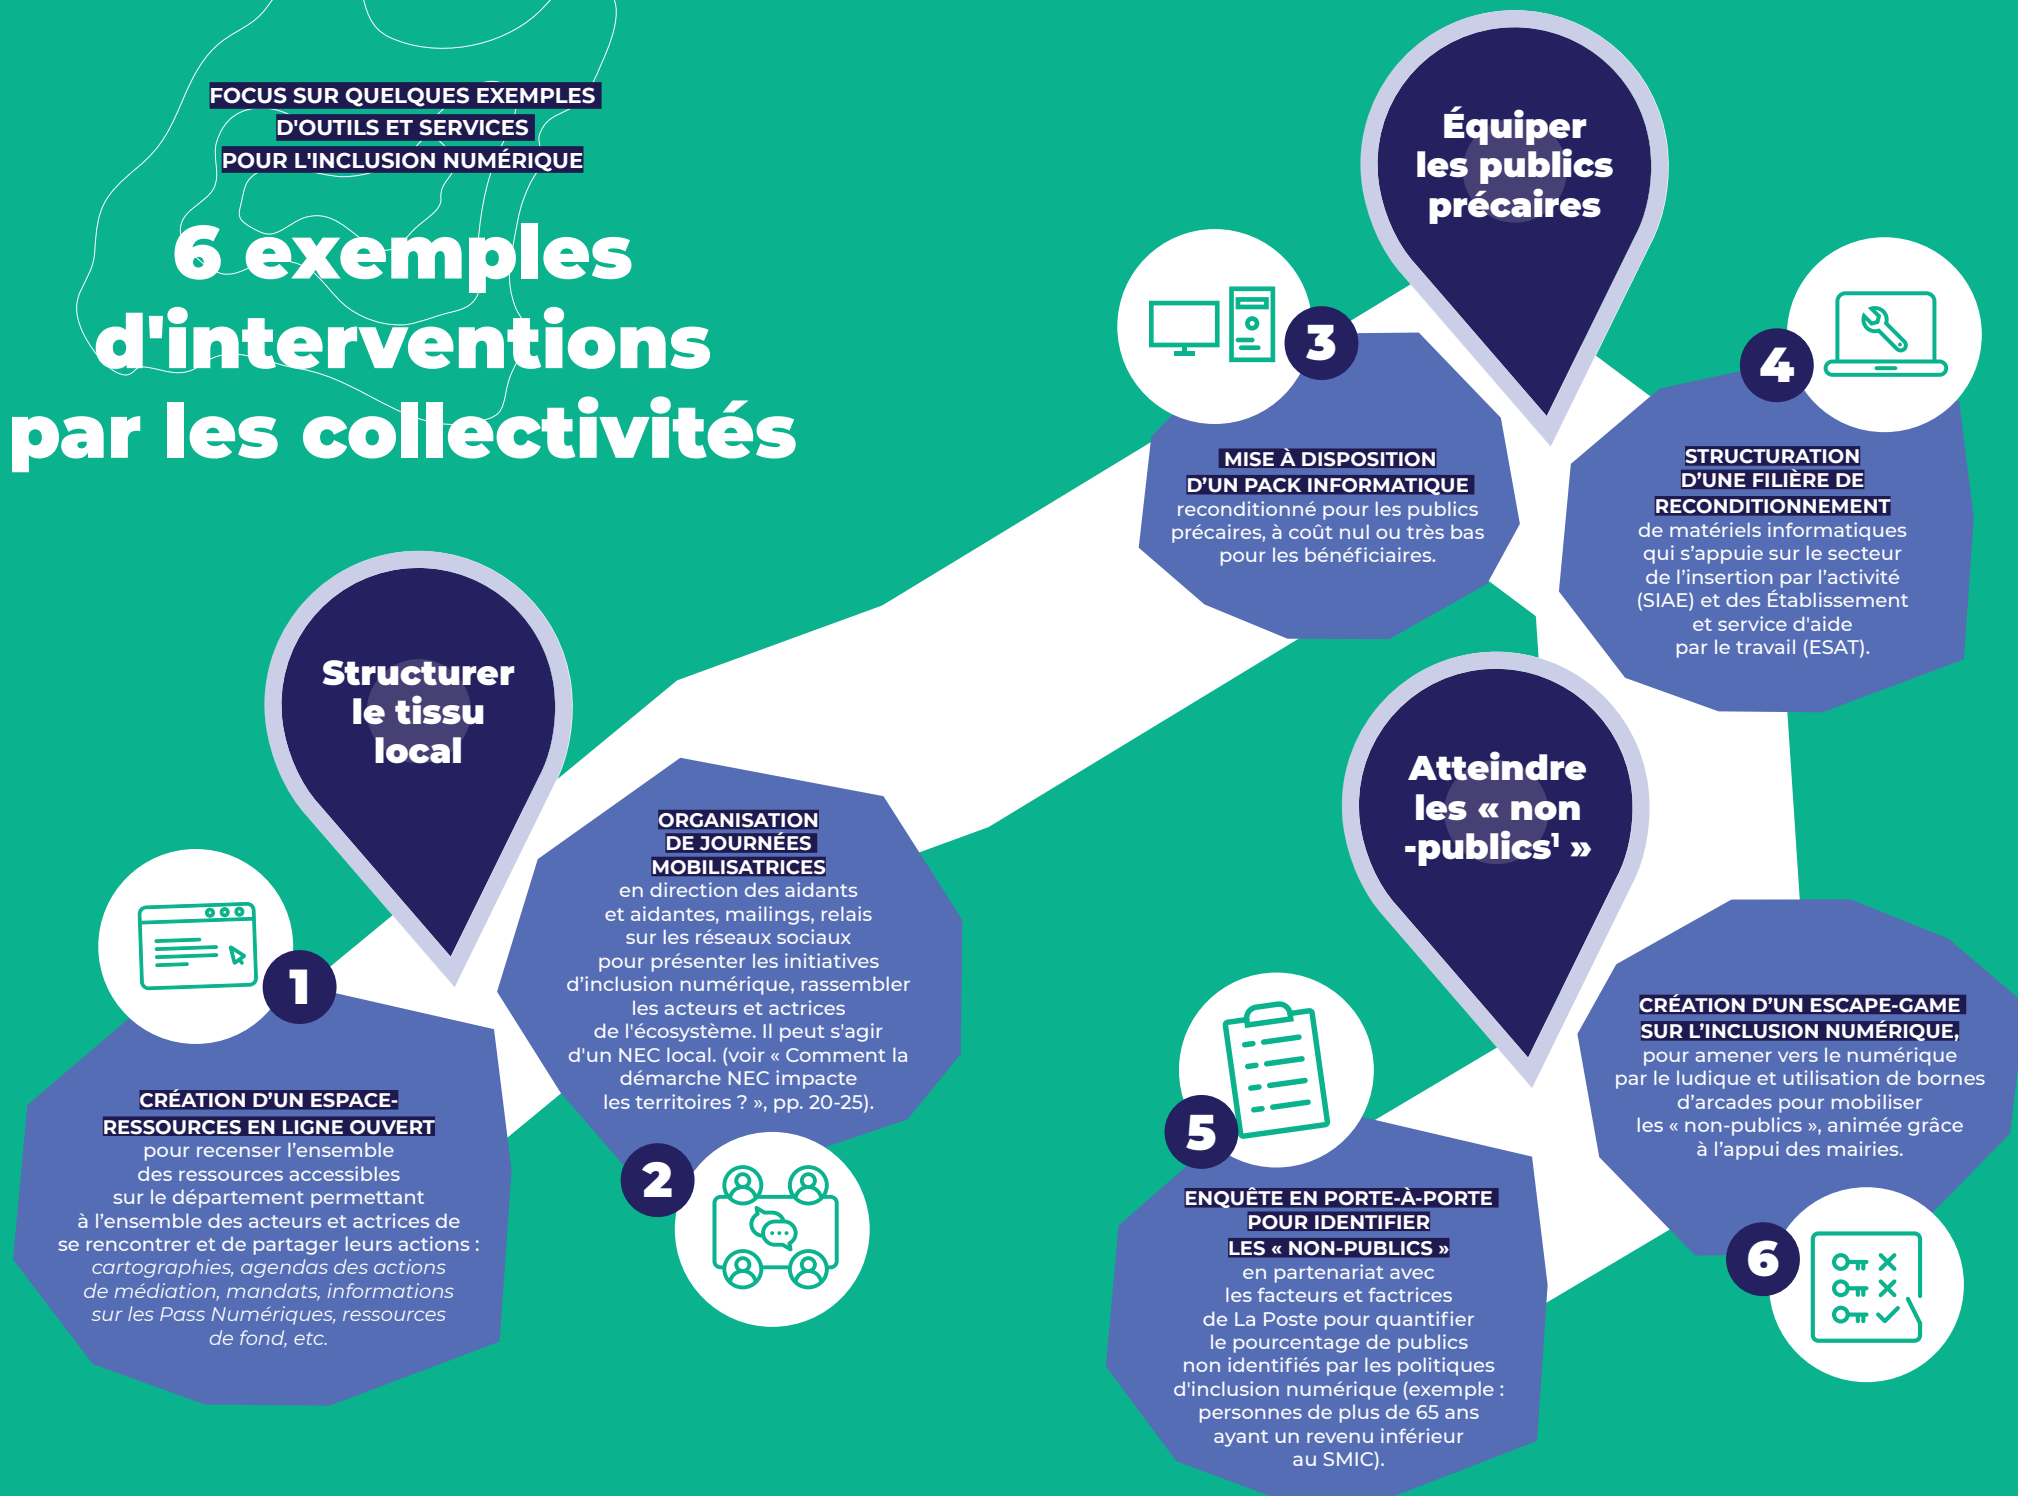 FOCUS SUR QUELQUES EXEMPLES
D'OUTILS ET SERVICES
POUR L'INCLUSION NUMÉRIQUE
6 exemples
d'interventions
par les collectivités
Structurer
le tissu
local
1
CRÉATION D’UN ESPACE-
RESSOURCES EN LIGNE OUVERT
pour recenser l’ensemble
des ressources accessibles
sur le département permettant
à l’ensemble des acteurs et actrices de
se rencontrer et de partager leurs actions :
cartographies, agendas des actions
de médiation, mandats, informations
sur les Pass Numériques, ressources
de fond, etc.
ORGANISATION
DE JOURNÉES
MOBILISATRICES
en direction des aidants
et aidantes, mailings, relais
sur les réseaux sociaux
pour présenter les initiatives
d’inclusion numérique, rassembler
les acteurs et actrices
de l'écosystème. Il peut s'agir
d'un NEC local. (voir « Comment la
démarche NEC impacte
les territoires ? », pp. 20-25).
2
Équiper
les publics
précaires
3
MISE À DISPOSITION
D’UN PACK INFORMATIQUE
reconditionné pour les publics
précaires, à coût nul ou très bas
pour les bénéficiaires.
4
STRUCTURATION
D’UNE FILIÈRE DE
RECONDITIONNEMENT
de matériels informatiques
qui s’appuie sur le secteur
de l’insertion par l’activité
(SIAE) et des Établissement
et service d'aide
par le travail (ESAT).
Atteindre
les « non
-publics¹ »
5
ENQUÊTE EN PORTE-À-PORTE
POUR IDENTIFIER
LES « NON-PUBLICS »
en partenariat avec
les facteurs et factrices
de La Poste pour quantifier
le pourcentage de publics
non identifiés par les politiques
d'inclusion numérique (exemple :
personnes de plus de 65 ans
ayant un revenu inférieur
au SMIC).
CRÉATION D’UN ESCAPE-GAME
SUR L’INCLUSION NUMÉRIQUE,
pour amener vers le numérique
par le ludique et utilisation de bornes
d’arcades pour mobiliser
les « non-publics », animée grâce
à l’appui des mairies.
6